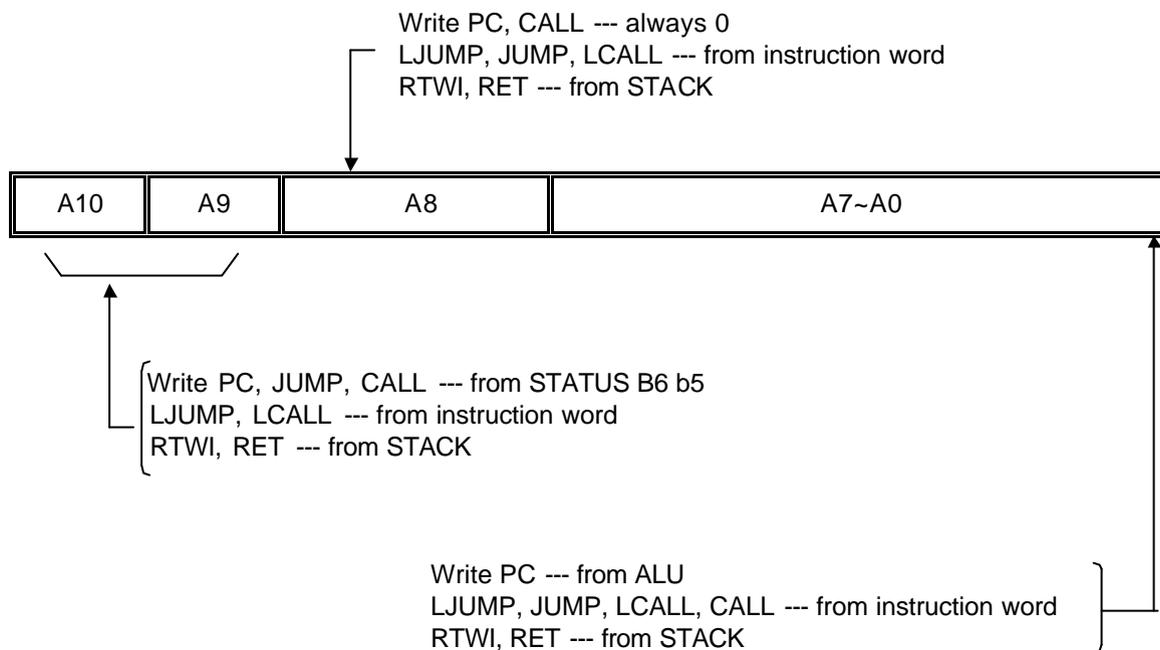 Write PC, CALL --- always 0
LJUMP, JUMP, LCALL --- from instruction word
RTWI, RET --- from STACK
A10 A9 A8 A7~A0
Write PC, JUMP, CALL --- from STATUS B6 b5
LJUMP, LCALL --- from instruction word
RTWI, RET --- from STACK
Write PC --- from ALU
LJUMP, JUMP, LCALL, CALL --- from instruction word
RTWI, RET --- from STACK